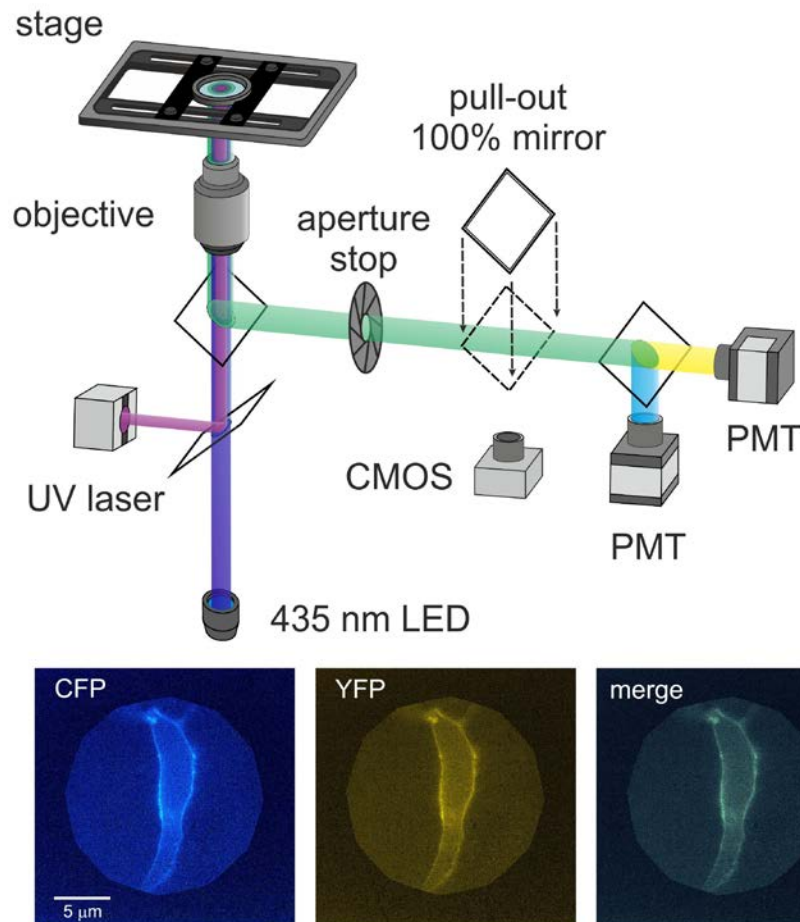 stage
pull-out
100% mirror
objective
aperture
stop
CMOS
PMT
UV laser
PMT
435 nm LED
CFP
YFP
merge
5 μm